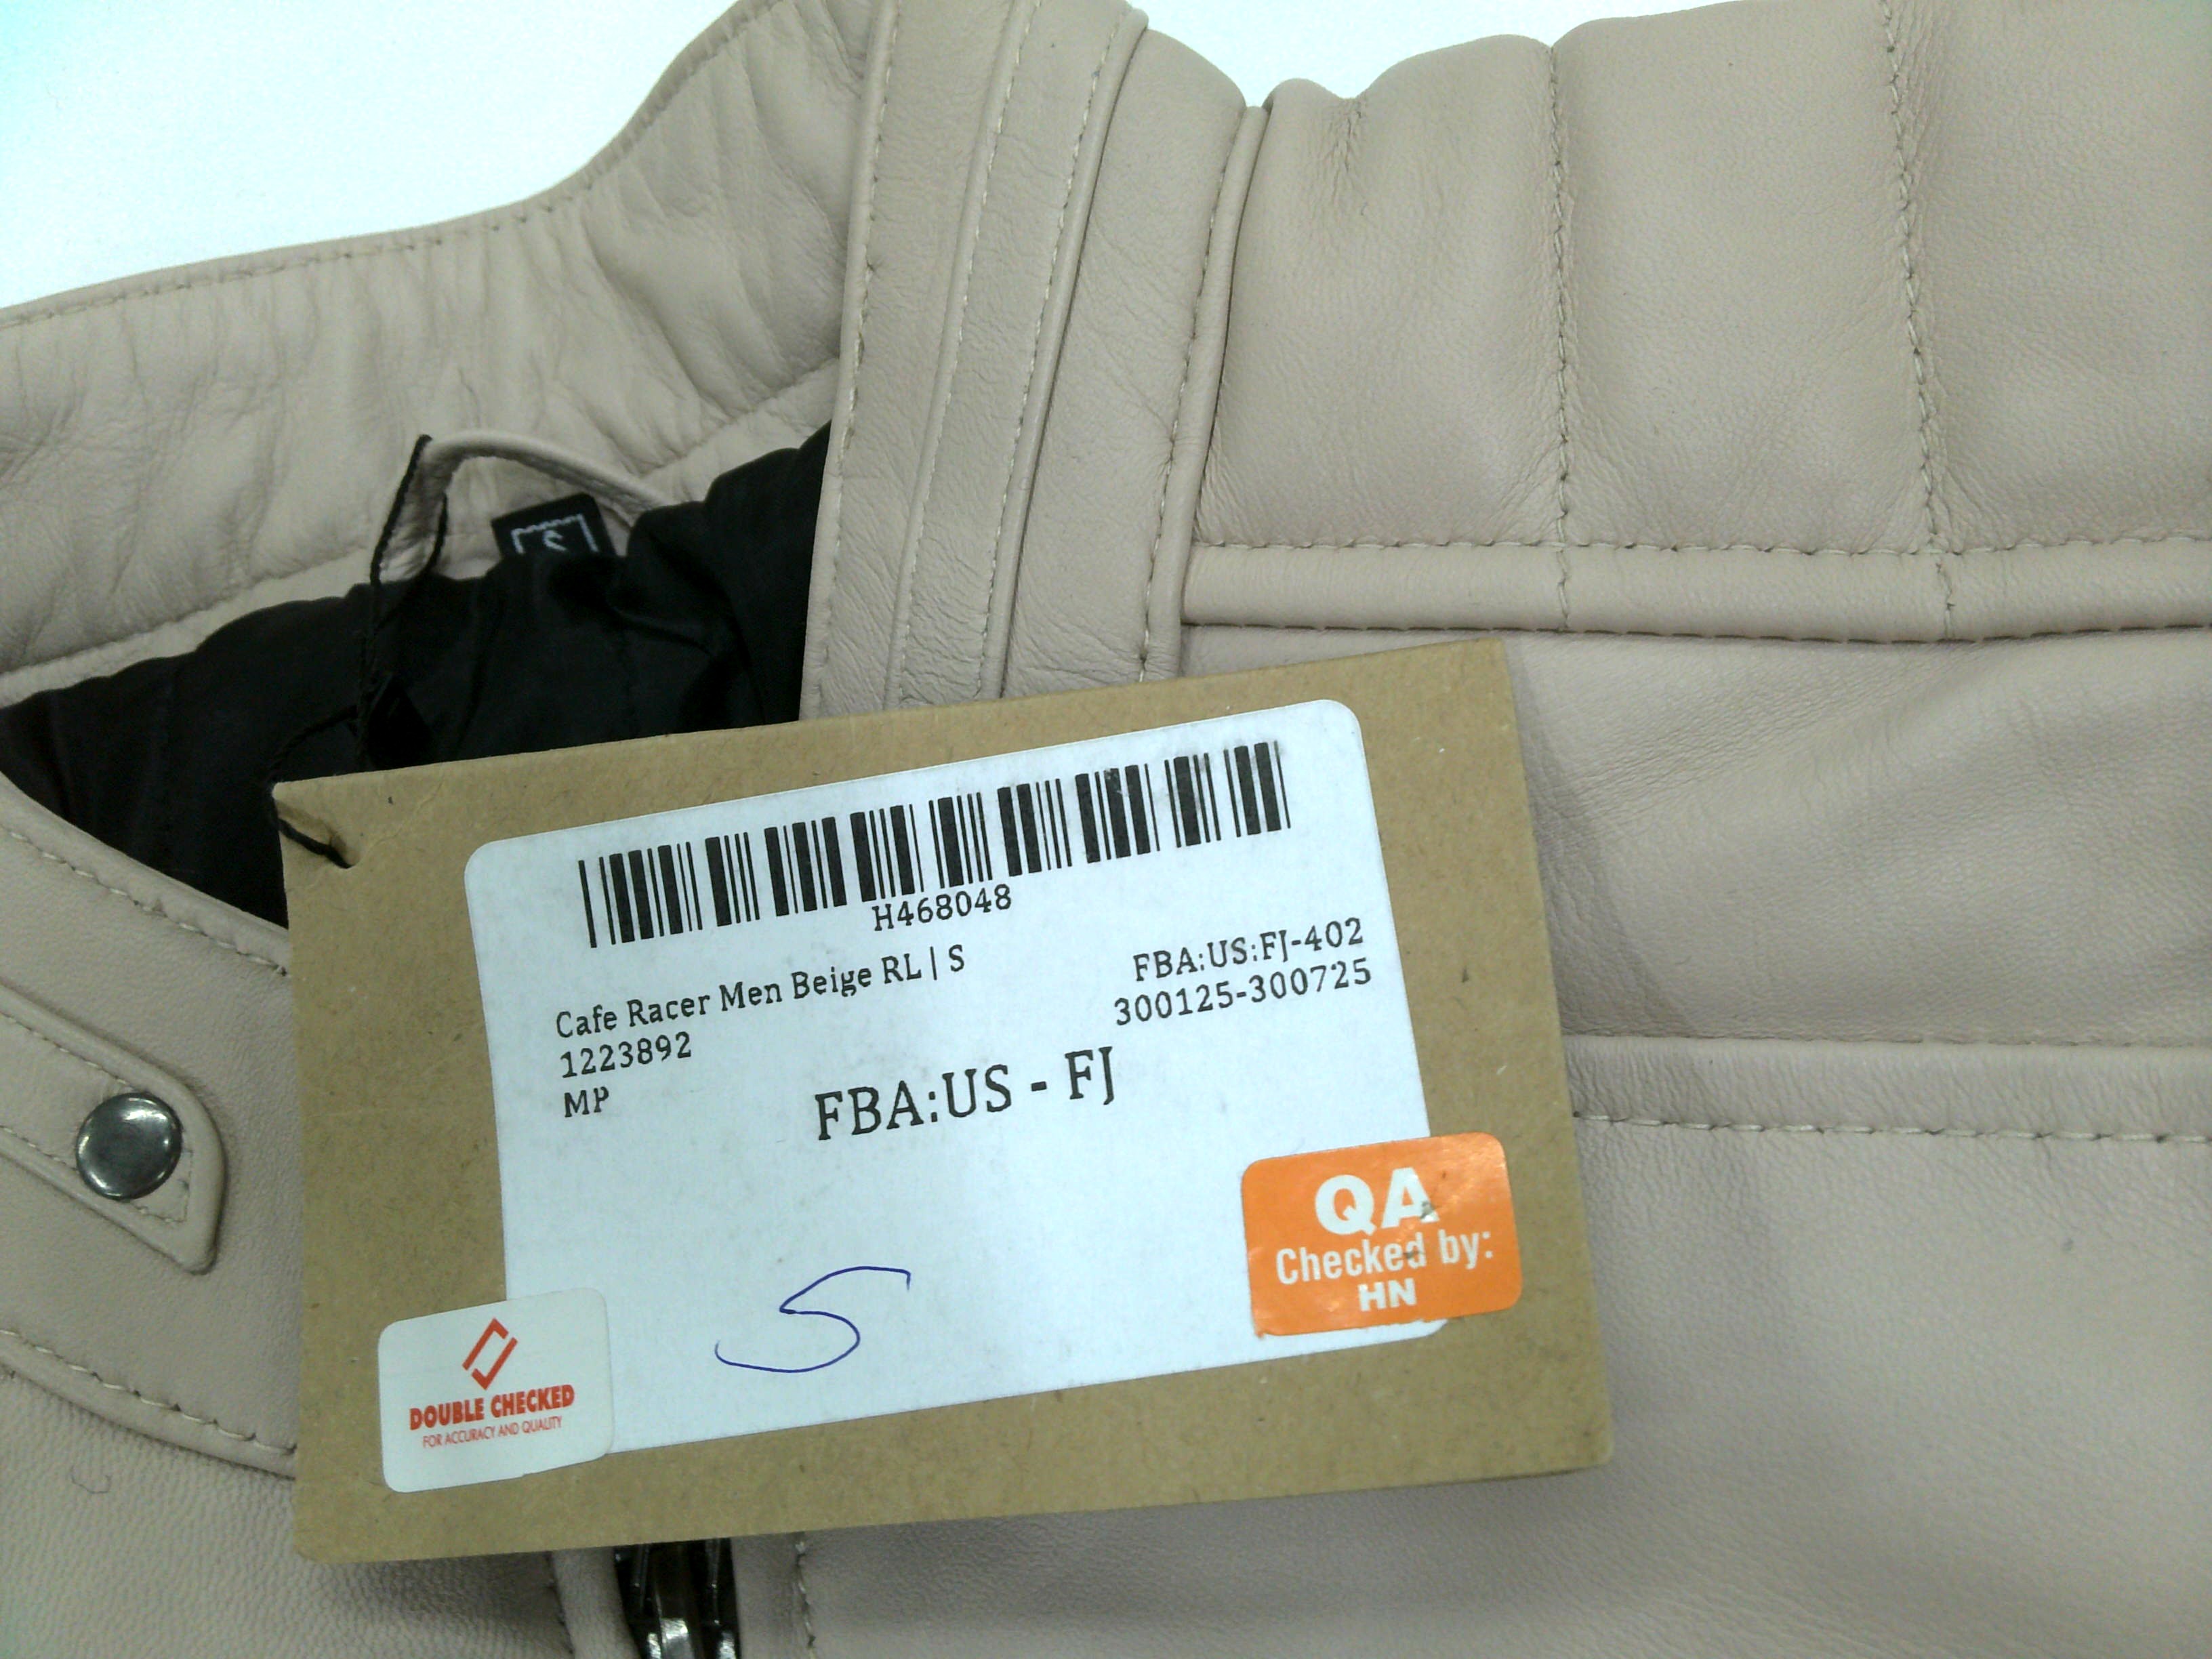 S
H468048
Cafe Racer Men Beige RL | S
FBA:US:FJ-402
1223892
300125-300725
MP
FBA:US - FJ
S
QA
Checked by:
HN
DOUBLE CHECKED
FOR ACCURACY AND QUALITY